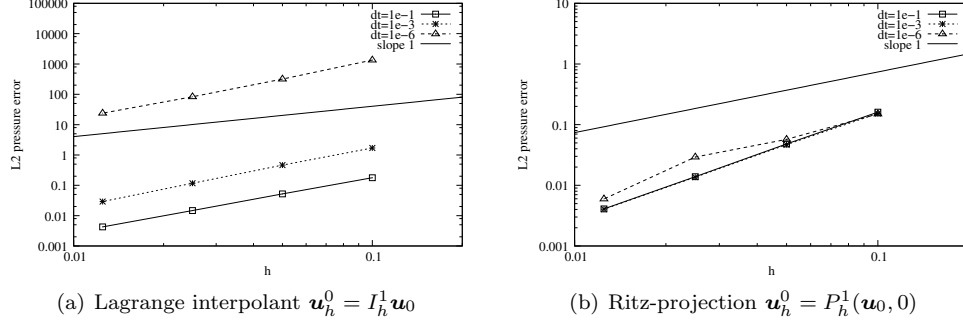 100000
10000
1000
100
10
1
0.1
0.01
0.001
L2 pressure error
dt=1e-1
dt=1e-3
dt=1e-6
slope 1
0.01
0.1
h
(a) Lagrange interpolant $\boldsymbol{u}_h^0 = I_h^1 \boldsymbol{u}_0$
10
1
0.1
0.01
0.001
L2 pressure error
dt=1e-1
dt=1e-3
dt=1e-6
slope 1
0.01
0.1
h
(b) Ritz-projection $\boldsymbol{u}_h^0 = P_h^1(\boldsymbol{u}_0, 0)$